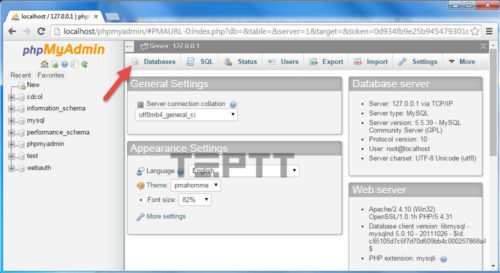 localhost / 127.0.0.1 | p
localhost/phpmyadmin/#PMAURL-0:index.php?db=&table=&server=1&target=&token=0d934fb9e25b945479301
phpMyAdmin
Recent Favorites
New
cdcol
information_schema
mysql
performance_schema
phpmyadmin
test
webauth
Server: 127.0.0.1
Databases SQL Status Users Export Import Settings More
General Settings
Server connection collation :
utf8mb4_general_ci
Appearance Settings
TEPTT
Language : English
Theme: pmahomme
Font size: 82%
More settings
Database server
Server: 127.0.0.1 via TCP/IP
Server type: MySQL
Server version: 5.5.39 - MySQL
Community Server (GPL)
Protocol version: 10
User: root@localhost
Server charset: UTF-8 Unicode (utf8)
Web server
Apache/2.4.10 (Win32)
OpenSSL/1.0.1h PHP/5.4.31
Database client version: libmysql -
mysqlnd 5.0.10 - 20111026 - $Id:
c85105d7c6f7d70d609bb4c000257868a4
$
PHP extension: mysqli